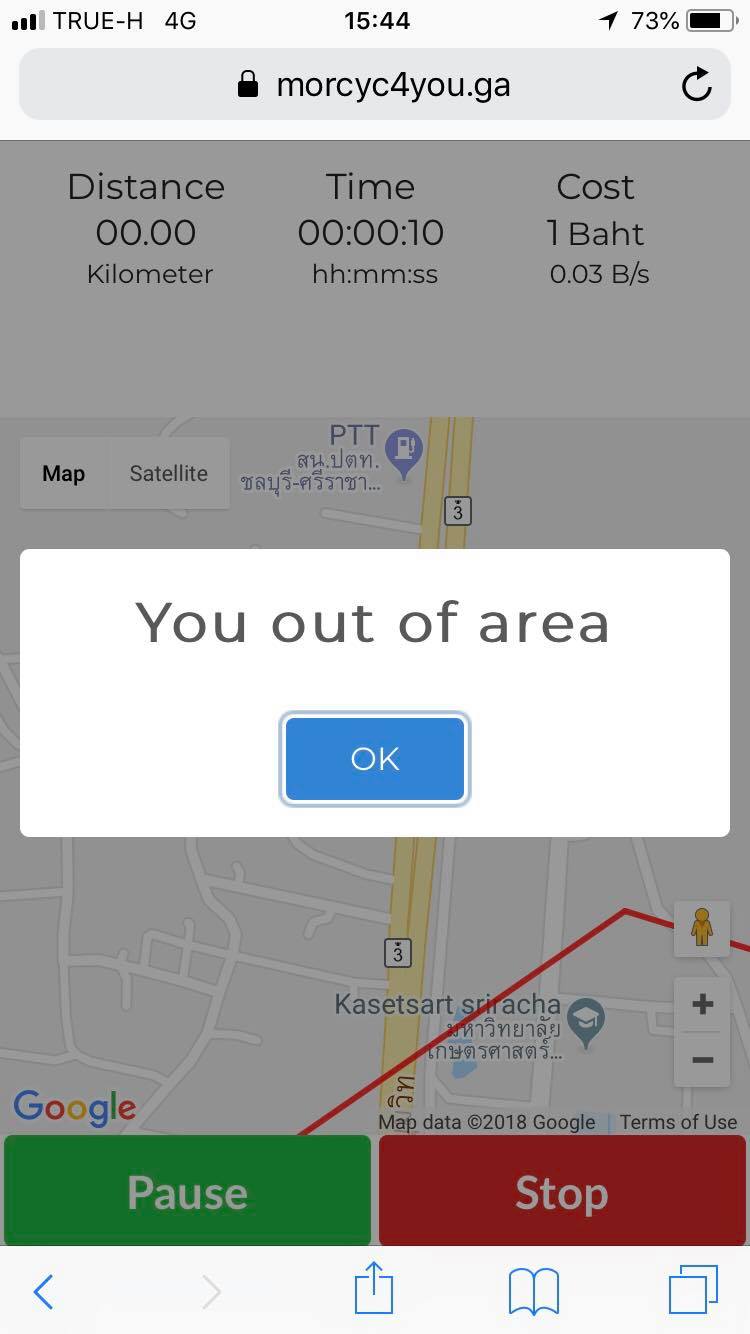 TRUE-H 4G 15:44 73%
morcyc4you.ga
Distance Time Cost
00.00 00:00:10 1 Baht
Kilometer hh:mm:ss 0.03 B/s
PTT
สน.ปตท.
ชลบุรี-ศรีราชา...
Map Satellite
3
You out of area
OK
3
Kasetsart sriracha
มหาวิทยาลัย
เกษตรศาสตร์...
+
−
Google
Map data ©2018 Google Terms of Use
Pause Stop